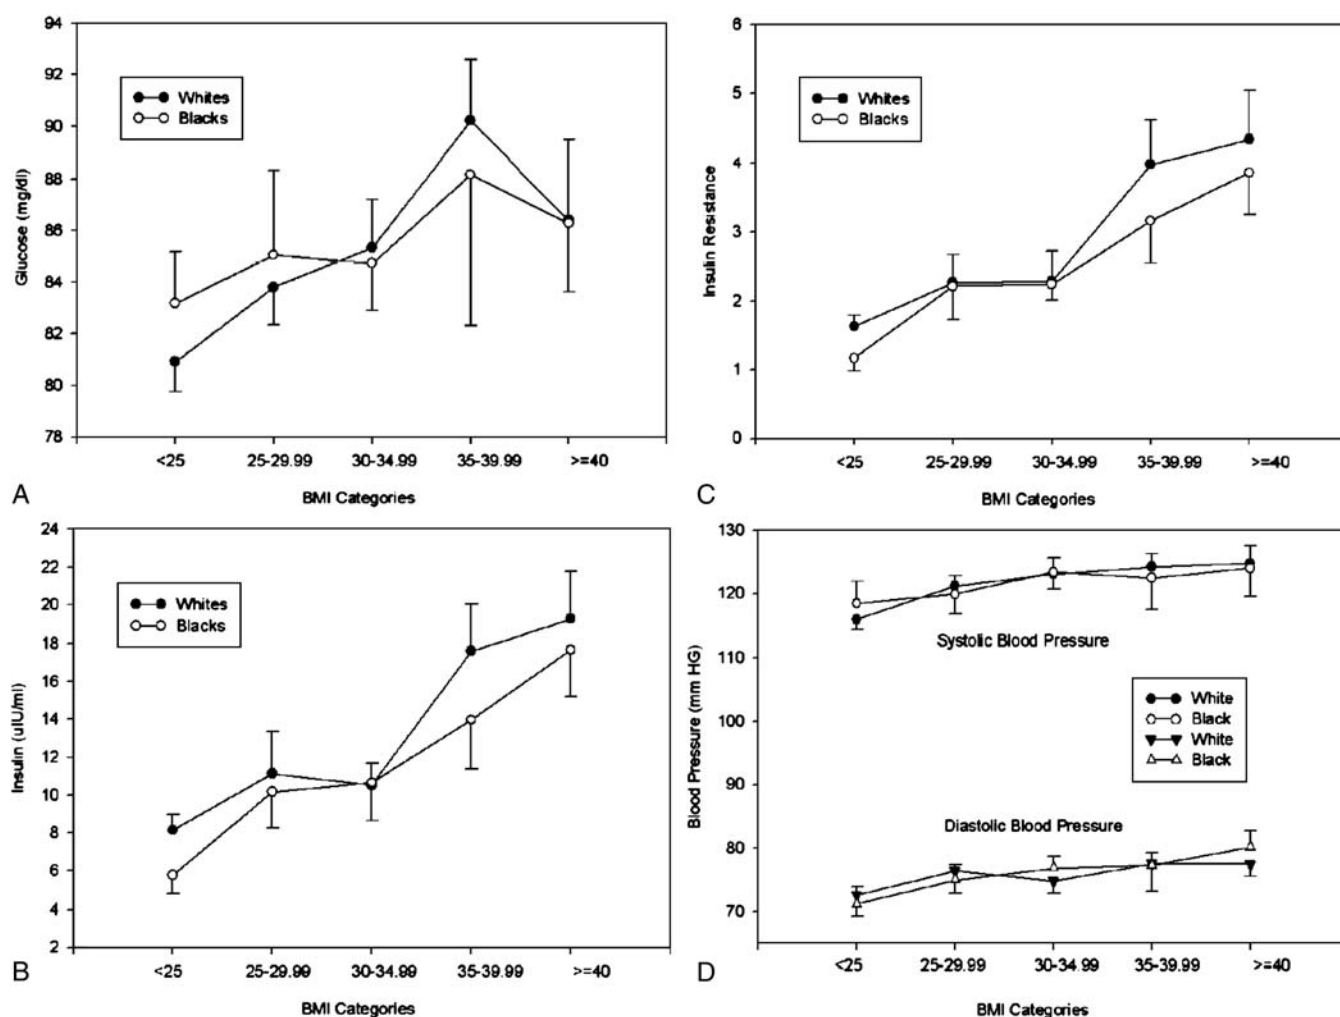 94
92
90
88
86
84
82
80
78
Glucose (mg/dl)
Whites
Blacks
<25 25-29.99 30-34.99 35-39.99 >=40
BMI Categories
A
6
5
4
3
2
1
0
Insulin Resistance
Whites
Blacks
<25 25-29.99 30-34.99 35-39.99 >=40
BMI Categories
C
24
22
20
18
16
14
12
10
8
6
4
2
Insulin (uIU/ml)
Whites
Blacks
<25 25-29.99 30-34.99 35-39.99 >=40
BMI Categories
B
130
120
110
100
90
80
70
Blood Pressure (mm HG)
Systolic Blood Pressure
White
Black
White
Black
Diastolic Blood Pressure
<25 25-29.99 30-34.99 35-39.99 >=40
BMI Categories
D